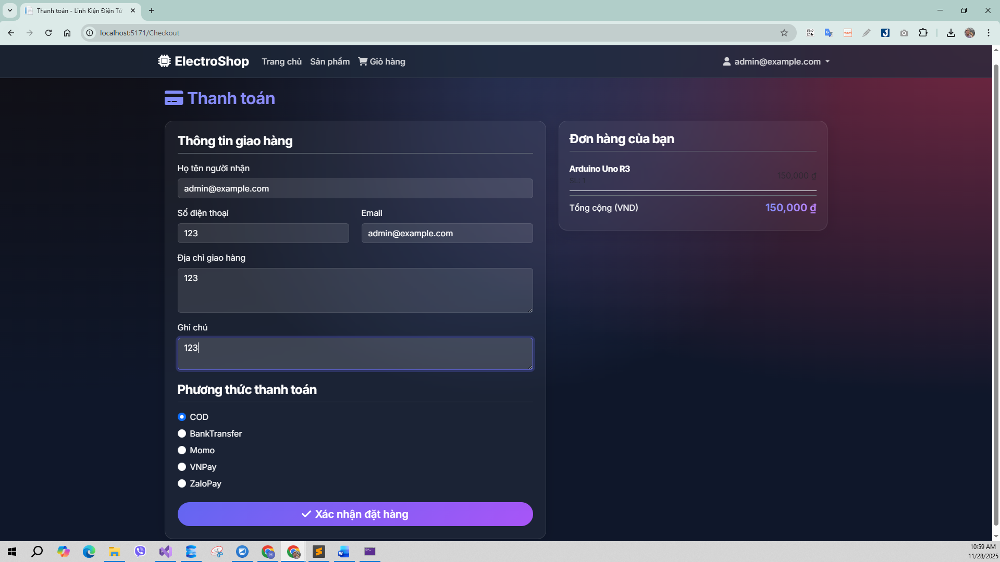 Thanh toán - Linh Kiện Điện Tử
localhost:5171/Checkout
ElectroShop
Trang chủ
Sản phẩm
Giỏ hàng
admin@example.com
Thanh toán
Thông tin giao hàng
Họ tên người nhận
admin@example.com
Số điện thoại
Email
123
admin@example.com
Địa chỉ giao hàng
123
Ghi chú
123
Phương thức thanh toán
COD
BankTransfer
Momo
VNPay
ZaloPay
Xác nhận đặt hàng
Đơn hàng của bạn
Arduino Uno R3
SL: 1
150,000 ₫
Tổng cộng (VND)
150,000 ₫
10:59 AM
11/28/2025